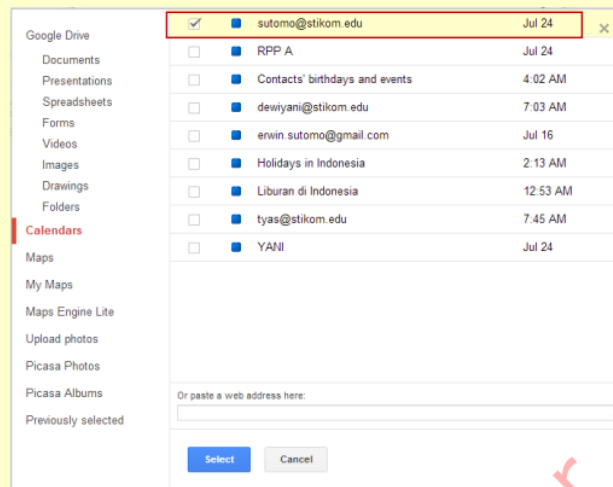 Google Drive
Documents
Presentations
Spreadsheets
Forms
Videos
Images
Drawings
Folders
Calendars
Maps
My Maps
Maps Engine Lite
Upload photos
Picasa Photos
Picasa Albums
Previously selected
sutomo@stikom.edu Jul 24
RPP A Jul 24
Contacts' birthdays and events 4:02 AM
dewiyani@stikom.edu 7:03 AM
erwin.sutomo@gmail.com Jul 16
Holidays in Indonesia 2:13 AM
Liburan di Indonesia 12:53 AM
tyas@stikom.edu 7:45 AM
YANI Jul 24
Or paste a web address here:
Select Cancel